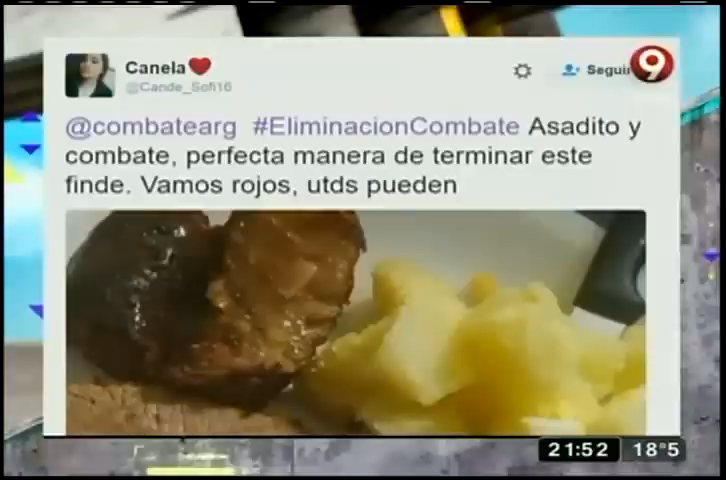 Canela
@Cande_Sofi16
Seguir
9
@combatearg #EliminacionCombate Asadito y
combate, perfecta manera de terminar este
finde. Vamos rojos, utds pueden
21:52 18°5